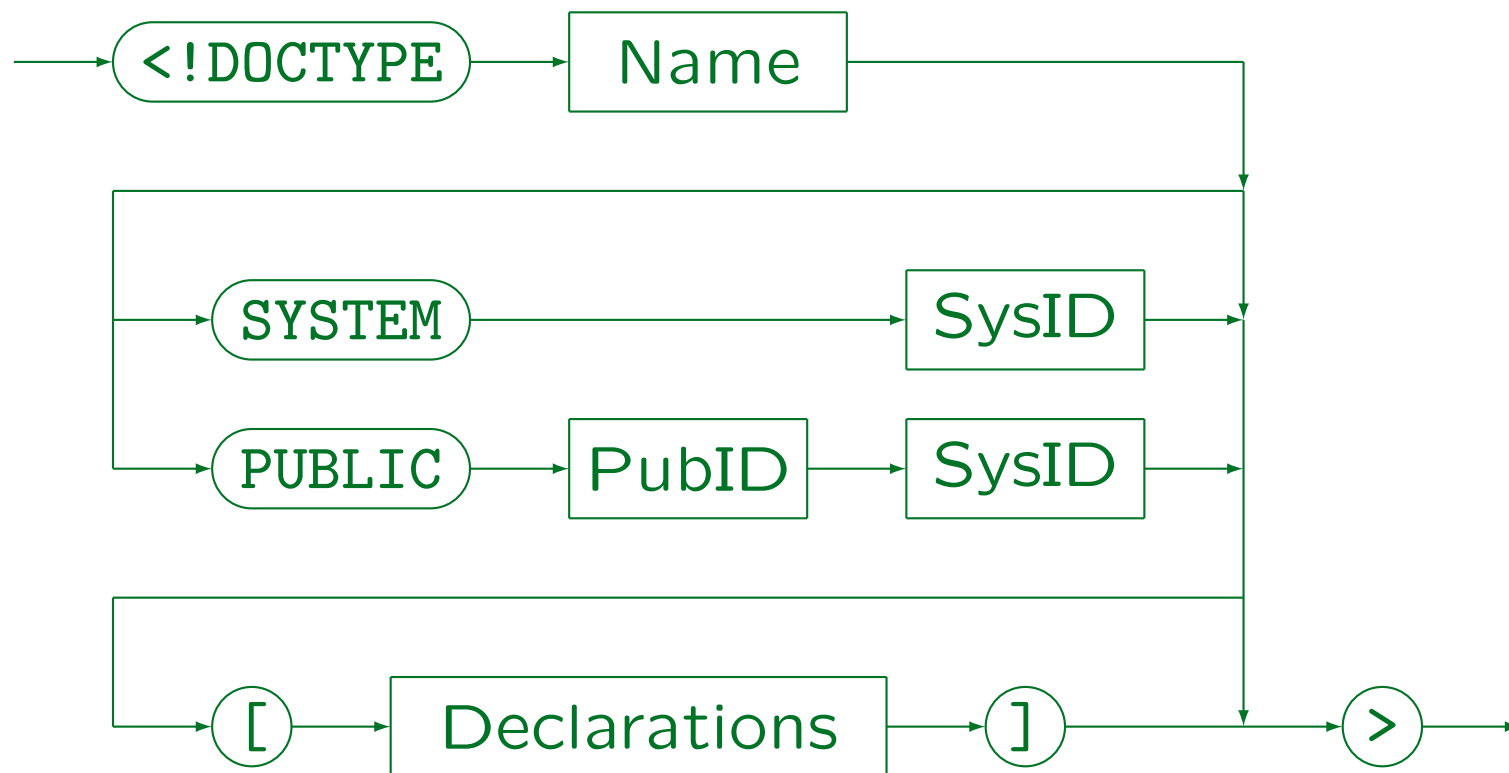 <!DOCTYPE Name
SYSTEM SysID
PUBLIC PubID SysID
[ Declarations ] >